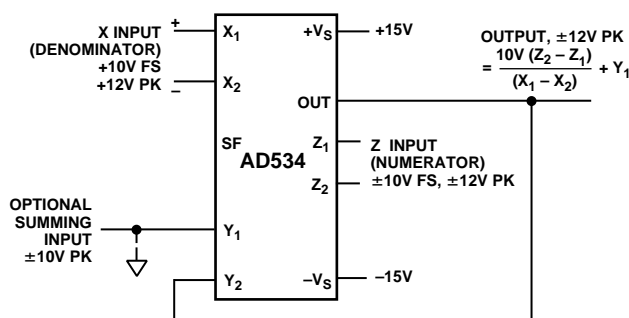 X INPUT
(DENOMINATOR)
+10V FS
+12V PK
+
–
X1
X2
SF
AD534
Y1
Y2
+VS
OUT
Z1
Z2
–VS
+15V
OUTPUT, ±12V PK
= 10V (Z2 – Z1) / (X1 – X2) + Y1
Z INPUT
(NUMERATOR)
±10V FS, ±12V PK
OPTIONAL
SUMMING
INPUT
±10V PK
–15V